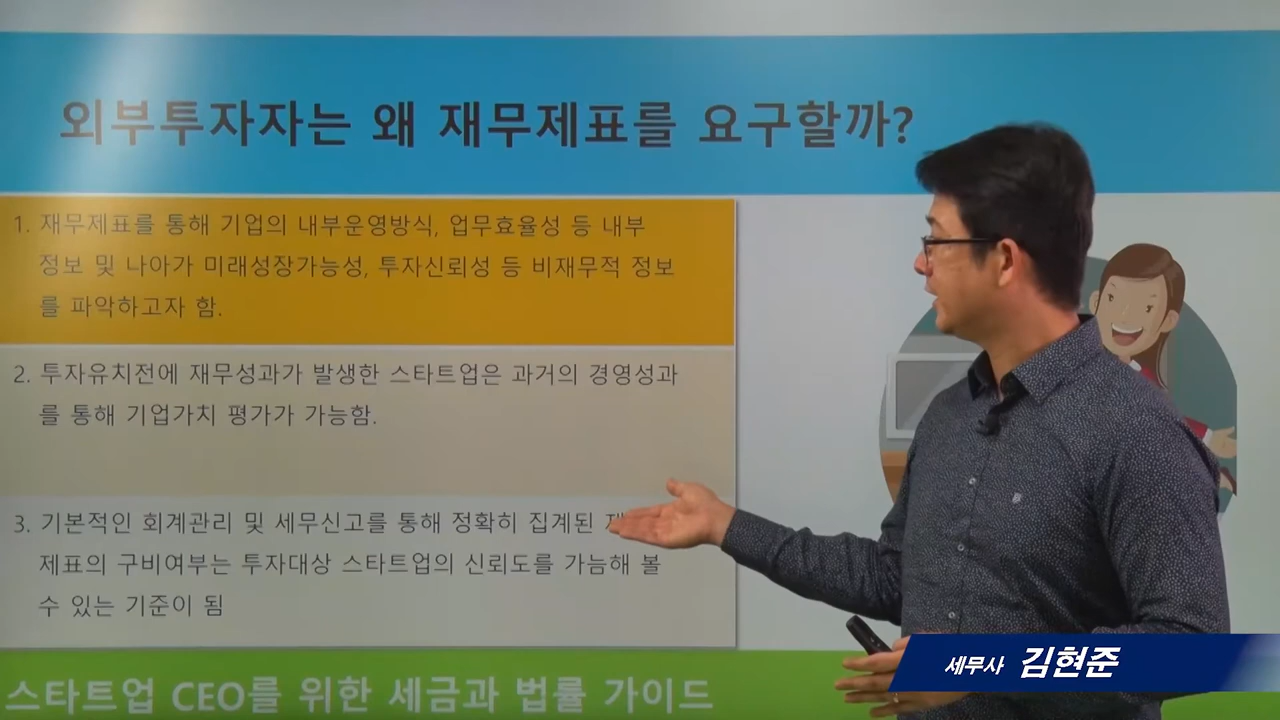 외부투자자는 왜 재무제표를 요구할까?
1. 재무제표를 통해 기업의 내부운영방식, 업무효율성 등 내부
정보 및 나아가 미래성장가능성, 투자신뢰성 등 비재무적 정보
를 파악하고자 함.
2. 투자유치전에 재무성과가 발생한 스타트업은 과거의 경영성과
를 통해 기업가치 평가가 가능함.
3. 기본적인 회계관리 및 세무신고를 통해 정확히 집계된
제표의 구비여부는 투자대상 스타트업의 신뢰도를 가늠해 볼
수 있는 기준이 됨
세무사 김현준
스타트업 CEO를 위한 세금과 법률 가이드